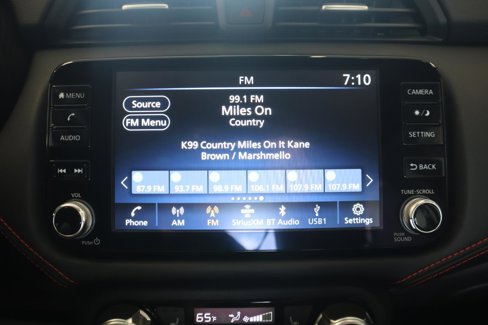 FM
7:10
99.1 FM
Source
Miles On
FM Menu
Country
K99 Country Miles On It Kane
Brown / Marshmello
87.9 FM 93.7 FM 98.9 FM 106.1 FM 107.9 FM 107.9 FM
Phone AM FM SiriusXM BT Audio USB1 Settings
MENU
AUDIO
VOL
PUSH
CAMERA
SETTING
BACK
TUNE-SCROLL
PUSH
SOUND
65°F